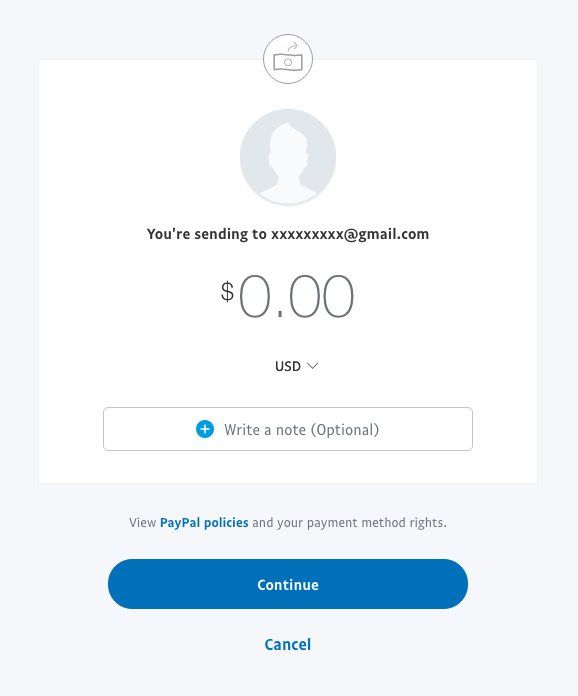 You're sending to xxxxxxxxx@gmail.com
$0.00
USD
Write a note (Optional)
View PayPal policies and your payment method rights.
Continue
Cancel